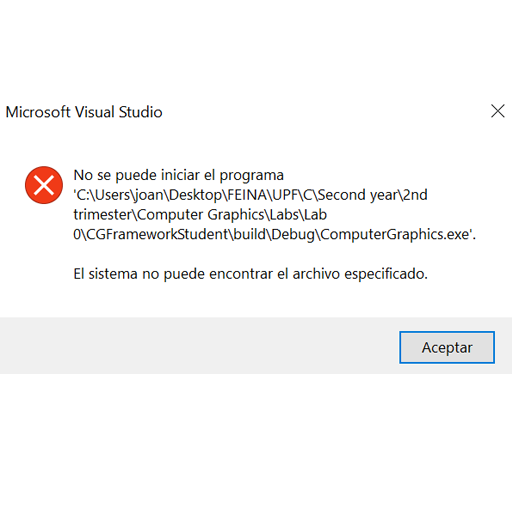 Microsoft Visual Studio
No se puede iniciar el programa
'C:\Users\joan\Desktop\FEINA\UPF\C\Second year\2nd
trimester\Computer Graphics\Labs\Lab
0\CGFrameworkStudent\build\Debug\ComputerGraphics.exe'.
El sistema no puede encontrar el archivo especificado.
Aceptar